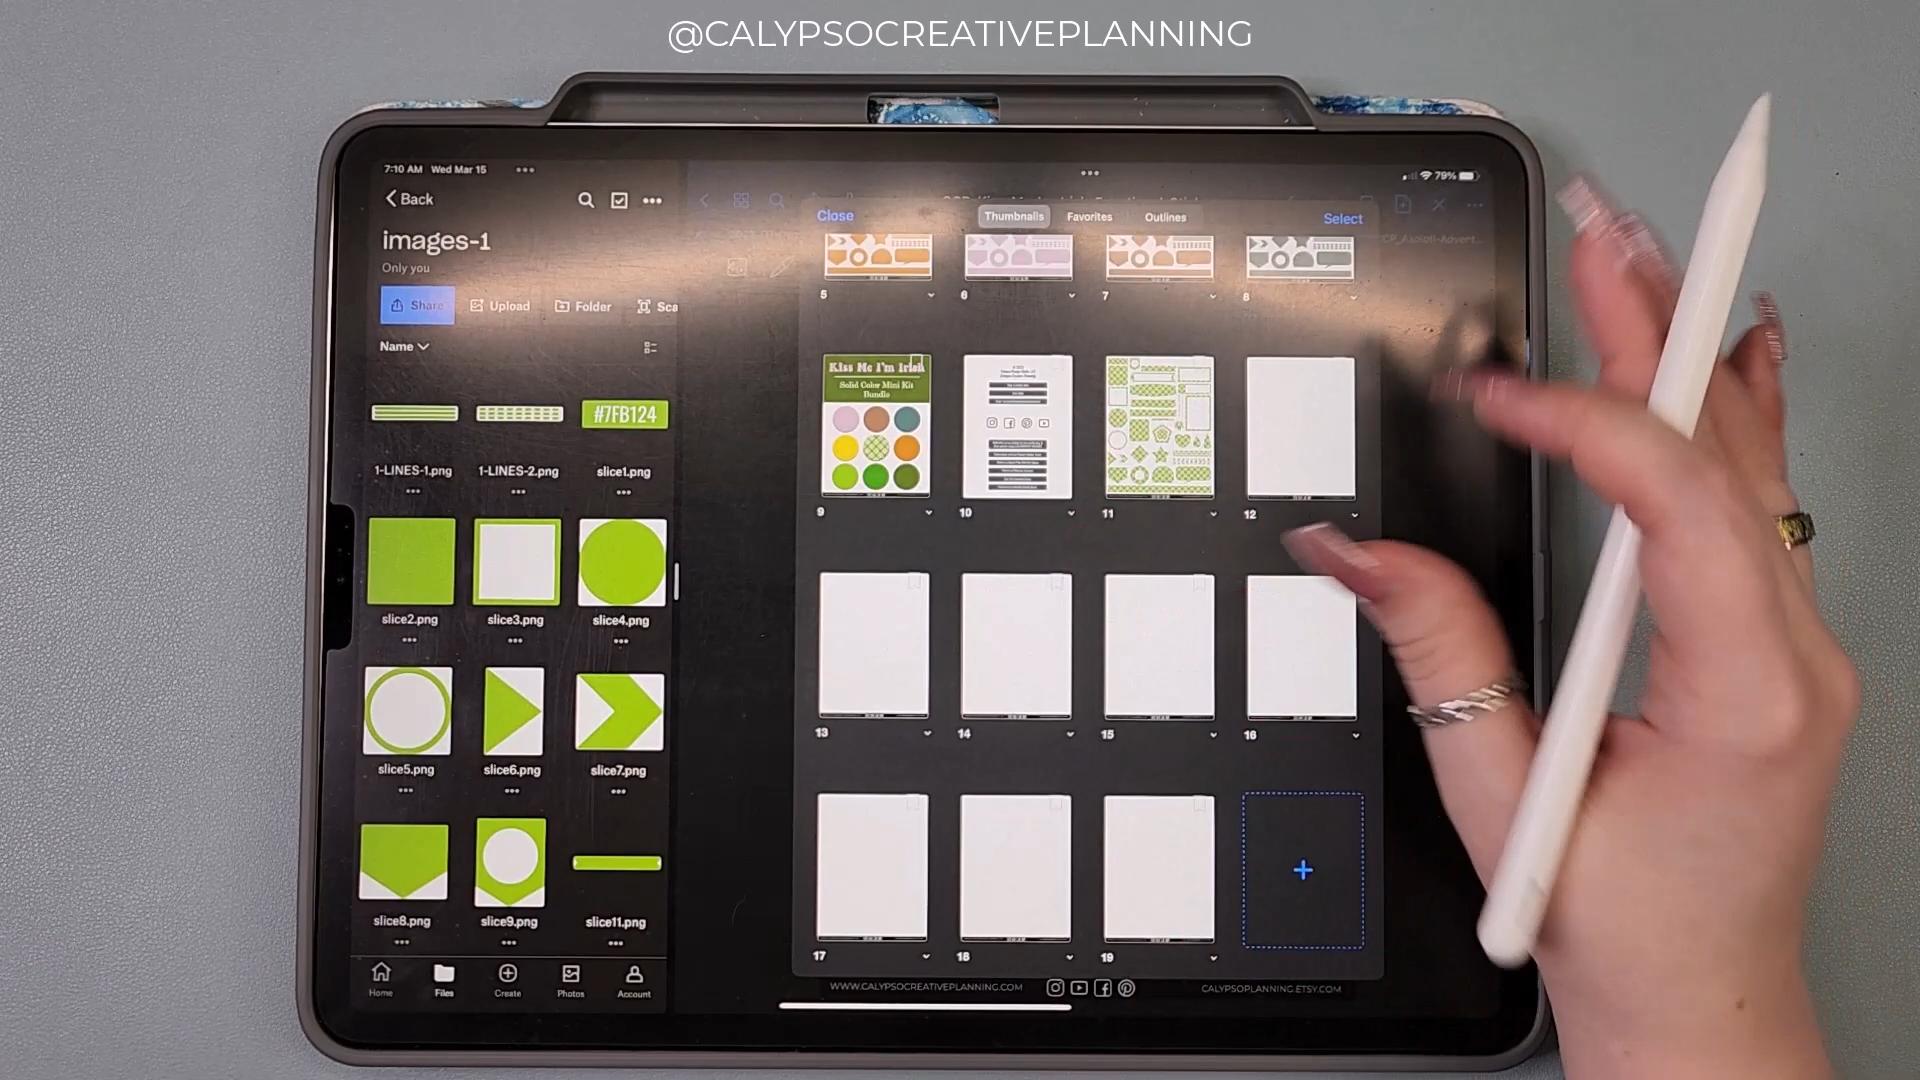 @CALYPSOCREATIVEPLANNING
7:10 AM Wed Mar 15
79%
Back
images-1
Only you
Share
Upload
Folder
Sca
Name
#7FB124
1-LINES-1.png
1-LINES-2.png
slice1.png
slice2.png
slice3.png
slice4.png
slice5.png
slice6.png
slice7.png
slice8.png
slice9.png
slice11.png
Home
Files
Create
Photos
Account
Close
Thumbnails
Favorites
Outlines
Select
5
6
7
8
Kiss Me I'm Irish
Solid Color Mini Kit
Bundle
9
10
11
12
13
14
15
16
17
18
19
WWW.CALYPSOCREATIVEPLANNING.COM
CALYPSOPLANNING.ETSY.COM